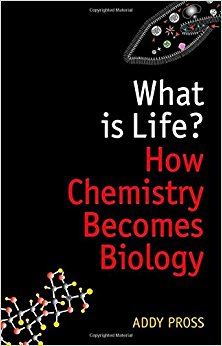 What
is Life?
How
Chemistry
Becomes
Biology
ADDY PROSS